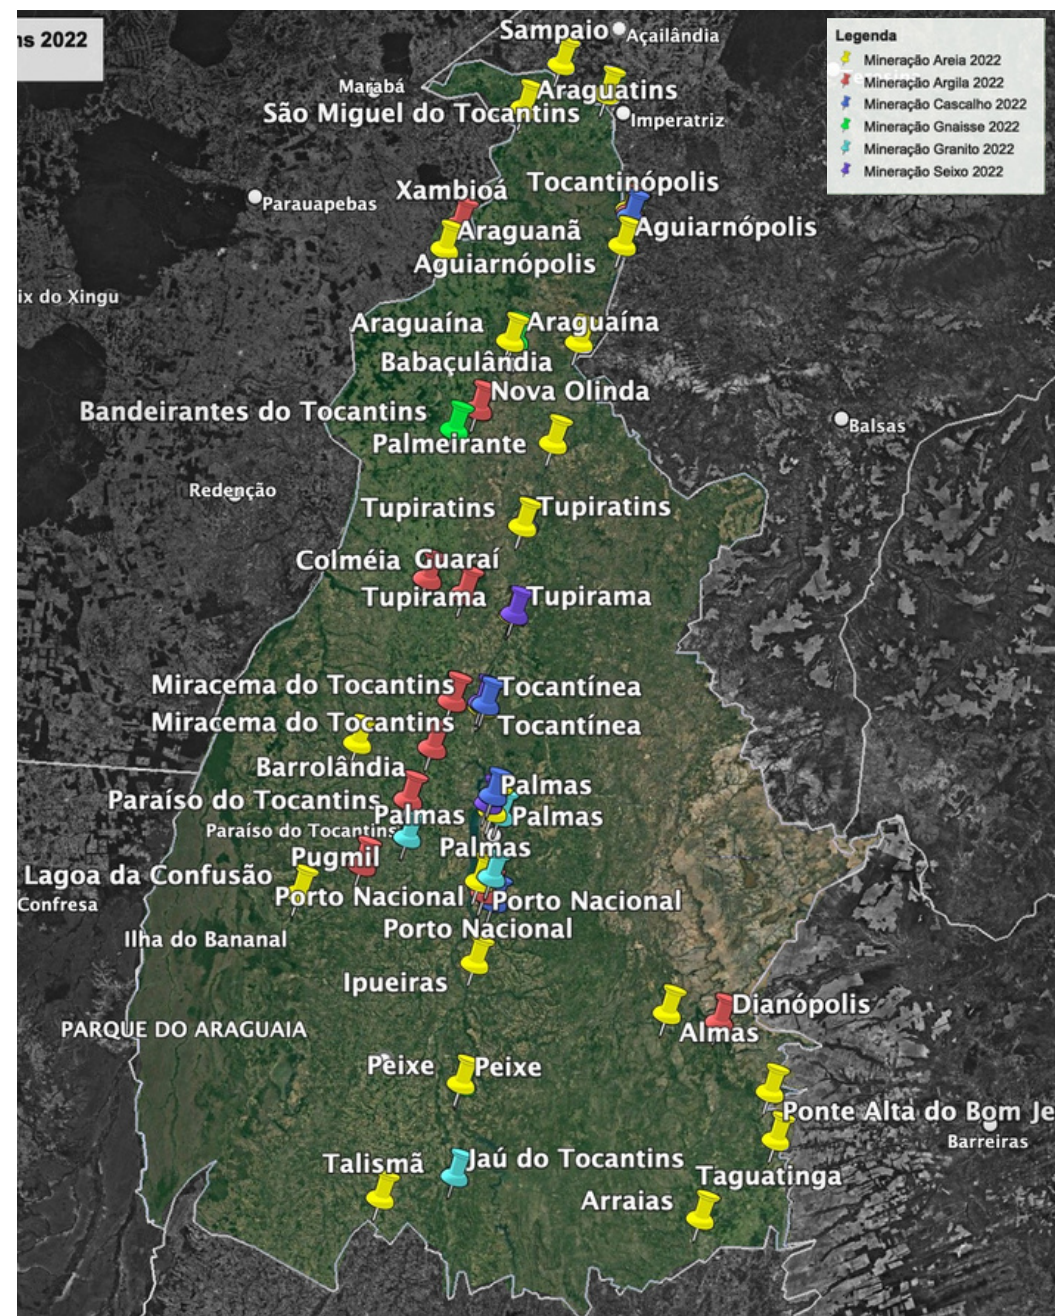 ns 2022
Legenda
Mineração Areia 2022
Mineração Argila 2022
Mineração Cascalho 2022
Mineração Gnaisse 2022
Mineração Granito 2022
Mineração Seixo 2022
Sampaio
Açailândia
Marabá
Araguatins
São Miguel do Tocantins
Imperatriz
Xambioá
Tocantinópolis
Parauapebas
Araguanã
Aguiarnópolis
Aguiarnópolis
ix do Xingu
Araguaína
Araguaína
Babaçulândia
Nova Olinda
Bandeirantes do Tocantins
Balsas
Palmeirante
Redenção
Tupiratins
Tupiratins
Colméia
Guaraí
Tupirama
Tupirama
Miracema do Tocantins
Tocantínea
Miracema do Tocantins
Tocantínea
Barrolândia
Palmas
Paraíso do Tocantins
Palmas
Palmas
Paraíso do Tocantins
Palmas
Pugmil
Lagoa da Confusão
Porto Nacional
Porto Nacional
Confresa
Porto Nacional
Ilha do Bananal
Ipueiras
Dianópolis
PARQUE DO ARAGUAIA
Almas
Peixe
Peixe
Ponte Alta do Bom Je
Barreiras
Talismã
Jaú do Tocantins
Taguatinga
Arraias